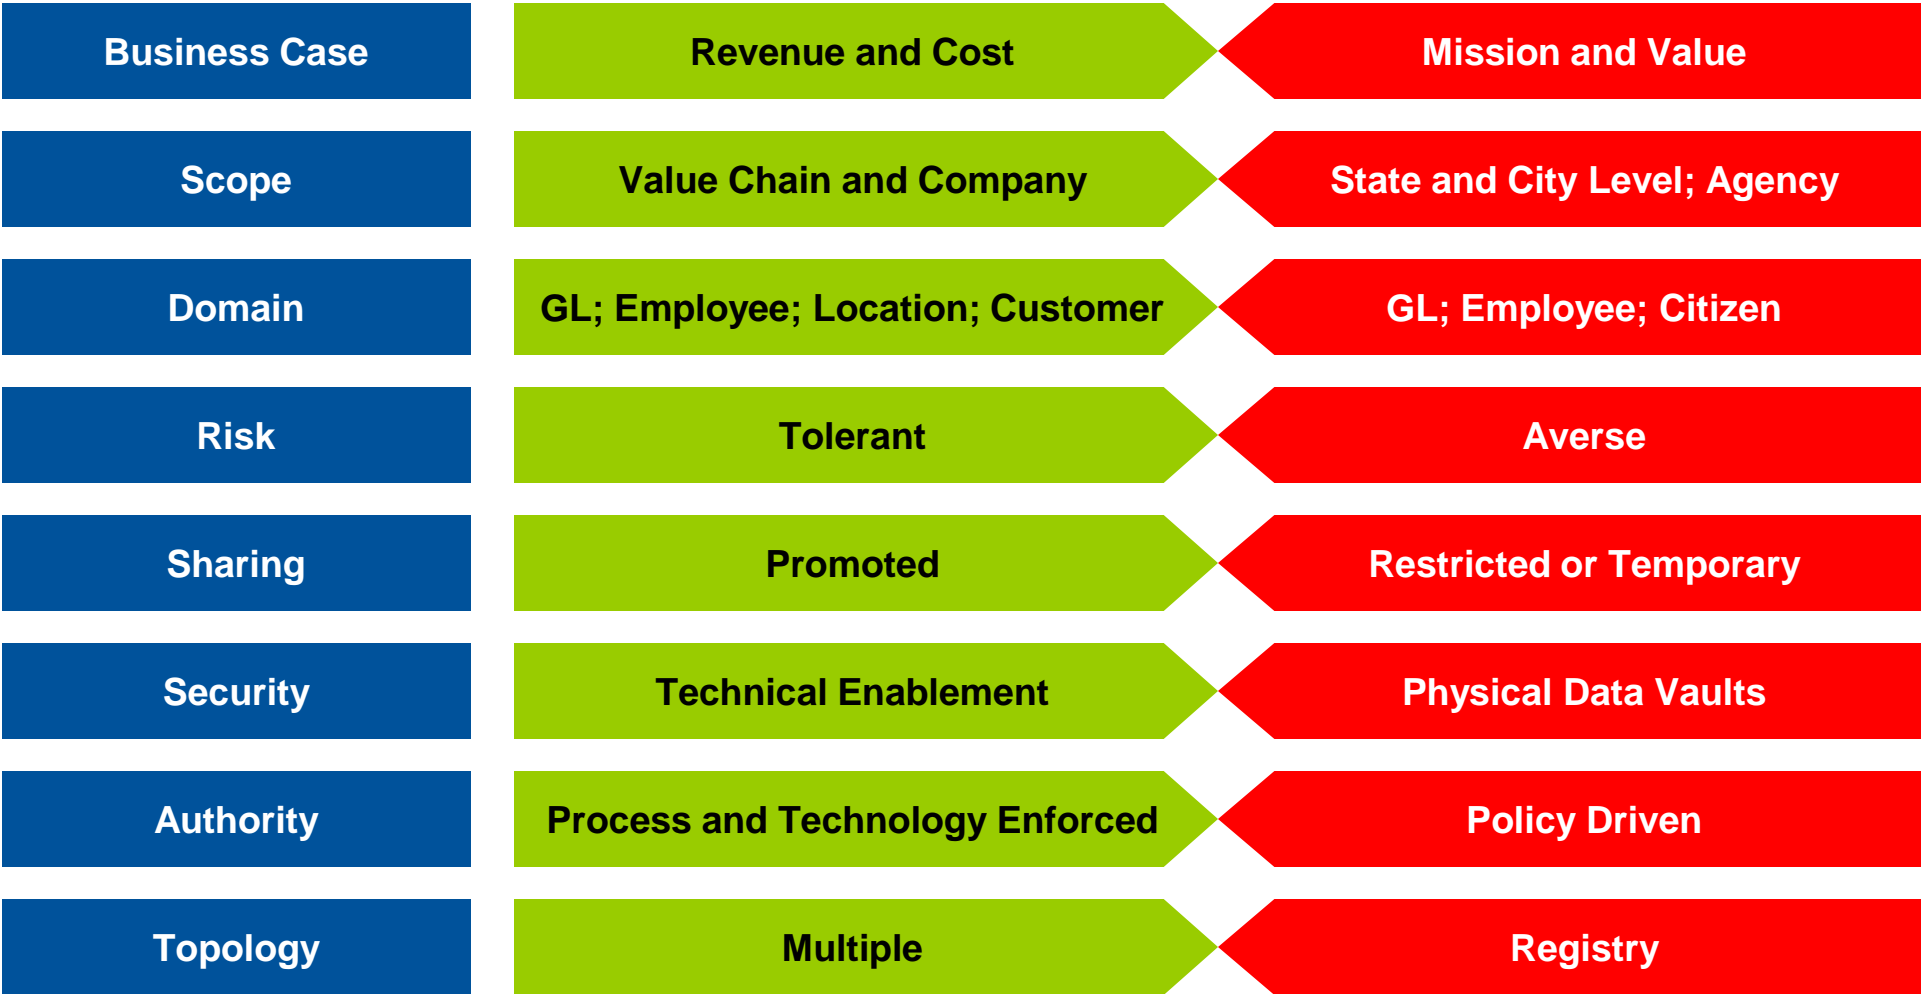 Business Case
Revenue and Cost
Mission and Value
Scope
Value Chain and Company
State and City Level; Agency
Domain
GL; Employee; Location; Customer
GL; Employee; Citizen
Risk
Tolerant
Averse
Sharing
Promoted
Restricted or Temporary
Security
Technical Enablement
Physical Data Vaults
Authority
Process and Technology Enforced
Policy Driven
Topology
Multiple
Registry